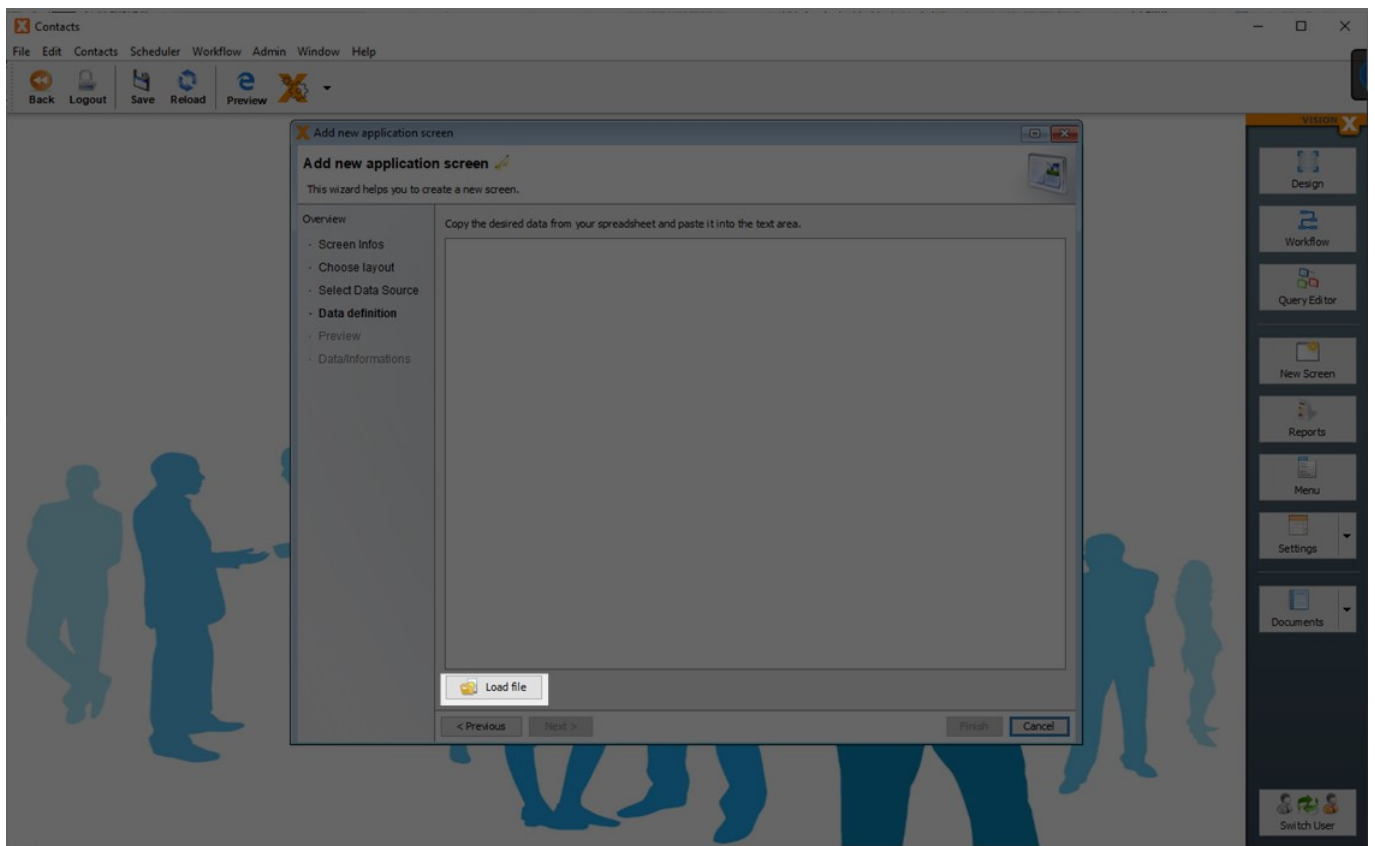 Contacts
File Edit Contacts Scheduler Workflow Admin Window Help
Back Logout Save Reload Preview
VISION
Add new application screen
Add new application screen
This wizard helps you to create a new screen.
Overview
Screen Infos
Choose layout
Select Data Source
Data definition
Preview
Data/Informations
Copy the desired data from your spreadsheet and paste it into the text area.
Load file
< Previous Next > Finish Cancel
Design
Workflow
Query Editor
New Screen
Reports
Menu
Settings
Documents
Switch User